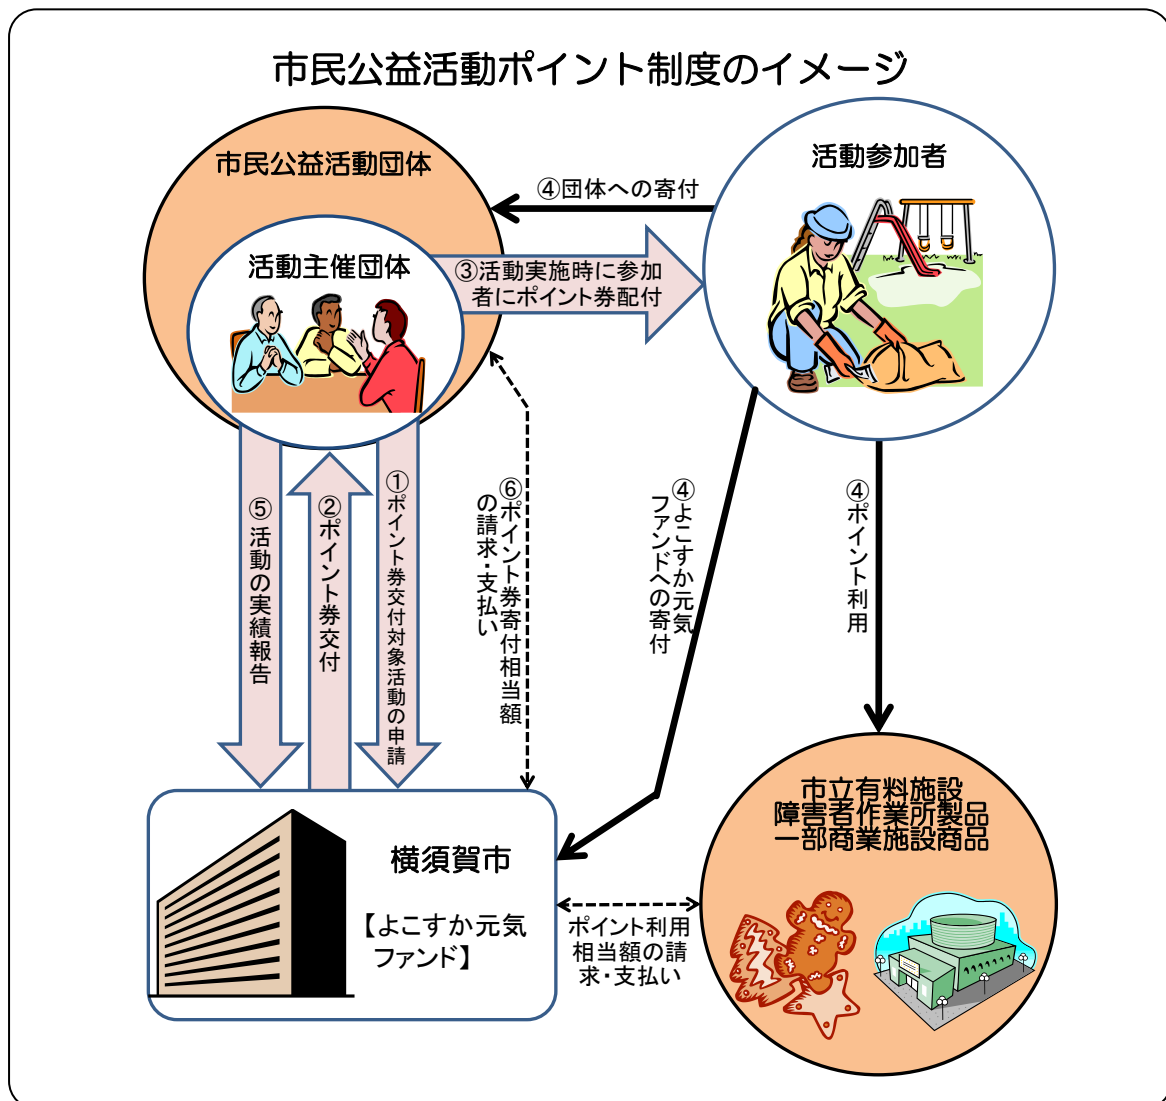 市民公益活動ポイント制度のイメージ
市民公益活動団体
活動参加者
④団体への寄付
活動主催団体
③活動実施時に参加
者にポイント券配付
①ポイント券交付対象活動の申請
②ポイント券交付
⑤活動の実績報告
⑥ポイント券寄付相当額
の請求・支払い
④よこすか元気
ファンドへの寄付
④ポイント利用
横須賀市
【よこすか元気
ファンド】
ポイント利用
相当額の請
求・支払い
市立有料施設
障害者作業所製品
一部商業施設商品